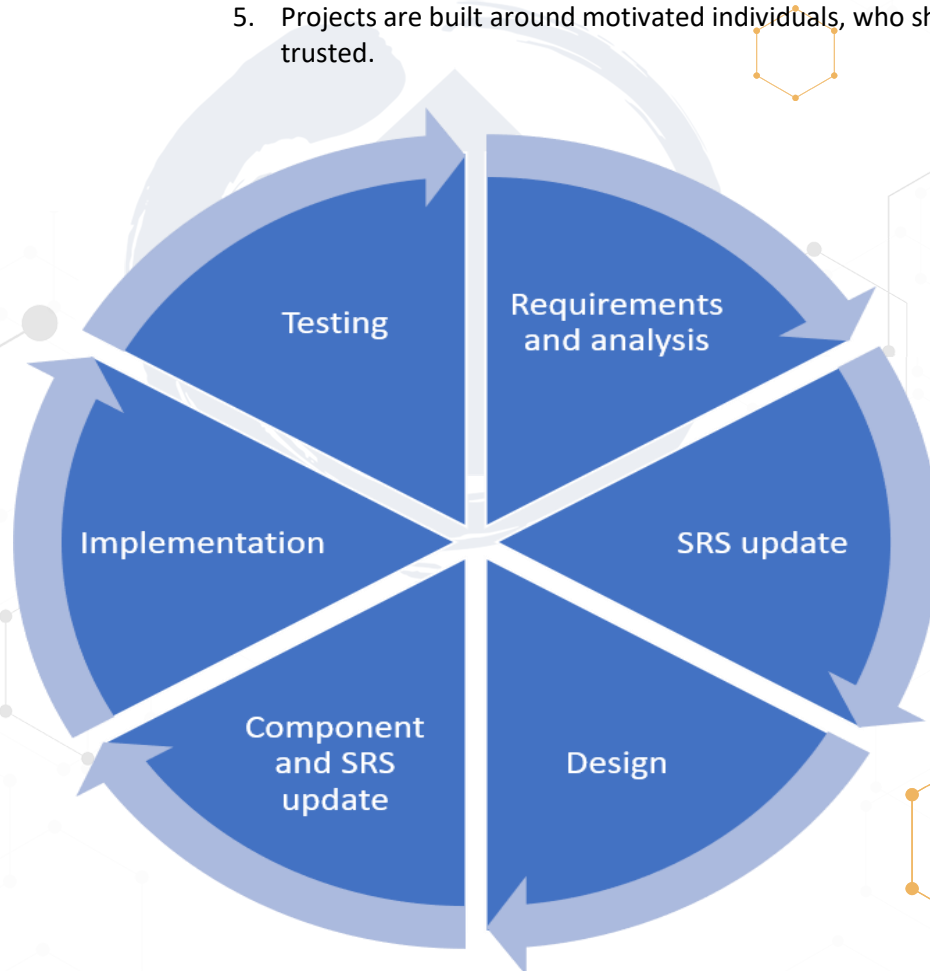 5. Projects are built around motivated individuals, who
trusted.
Testing
Requirements
and analysis
SRS update
Design
Component
and SRS
update
Implementation